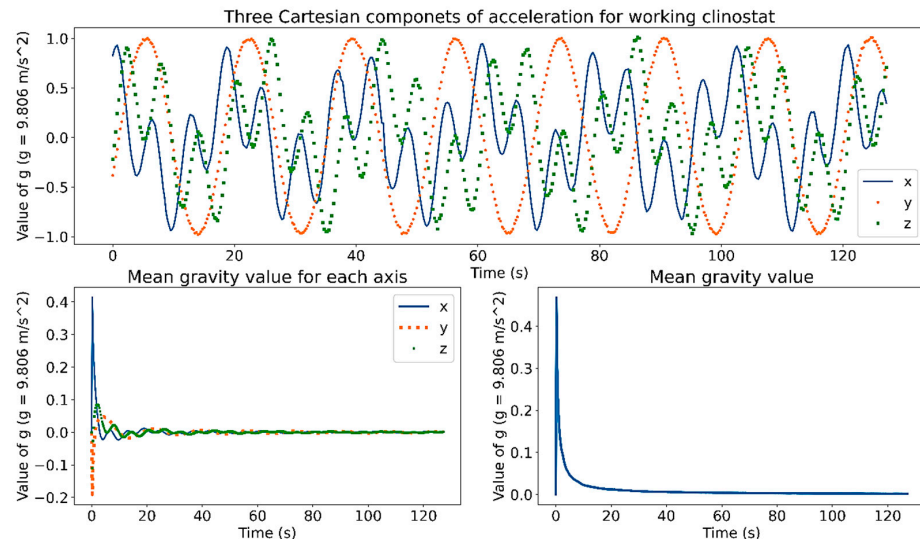 Three Cartesian componets of acceleration for working clinostat
Value of g (g = 9.806 m/s^2)
1.0
0.5
0.0
−0.5
−1.0
x
y
z
0
20
40
60
80
100
120
Time (s)
Mean gravity value for each axis
Value of g (g = 9.806 m/s^2)
0.4
0.3
0.2
0.1
0.0
−0.1
−0.2
x
y
z
0
20
40
60
80
100
120
Time (s)
Mean gravity value
Value of g (g = 9.806 m/s^2)
0.4
0.3
0.2
0.1
0.0
0
20
40
60
80
100
120
Time (s)